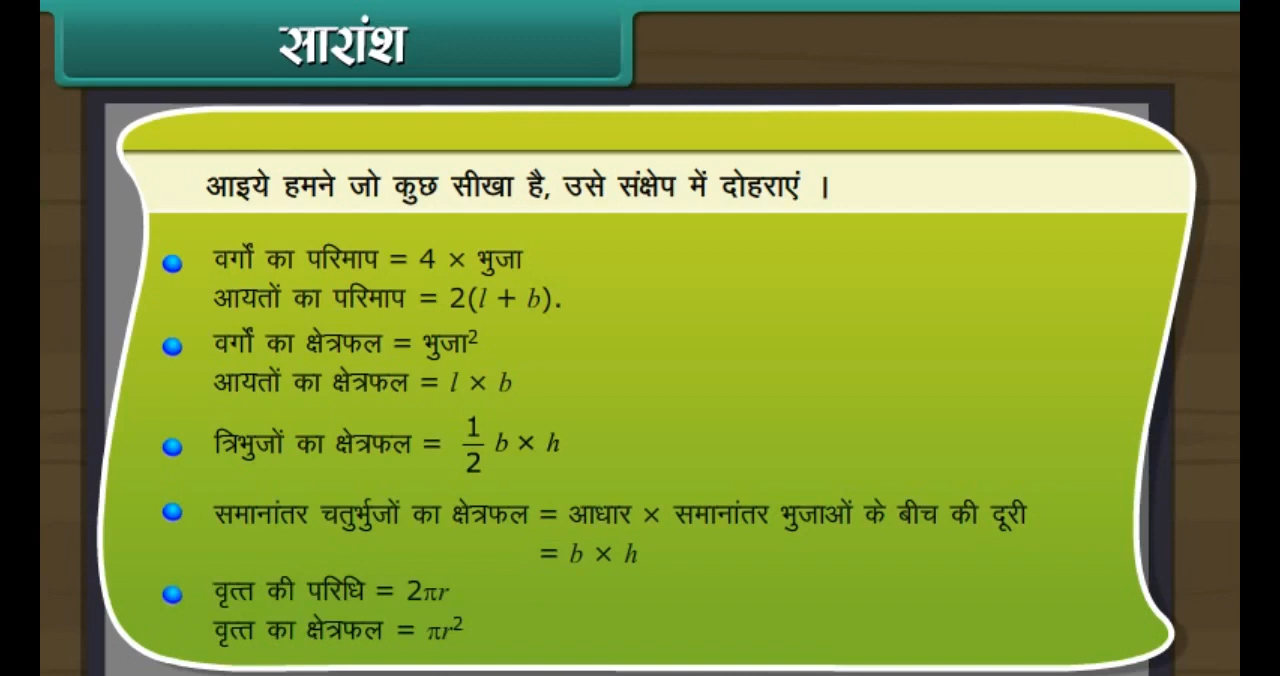 सारांश
आइये हमने जो कुछ सीखा है, उसे संक्षेप में दोहराएं ।
वर्गों का परिमाप = 4 × भुजा
आयतों का परिमाप = 2(l + b).
वर्गों का क्षेत्रफल = भुजा²
आयतों का क्षेत्रफल = l × b
त्रिभुजों का क्षेत्रफल = 1/2 b × h
समानांतर चतुर्भुजों का क्षेत्रफल = आधार × समानांतर भुजाओं के बीच की दूरी
= b × h
वृत्त की परिधि = 2πr
वृत्त का क्षेत्रफल = πr²